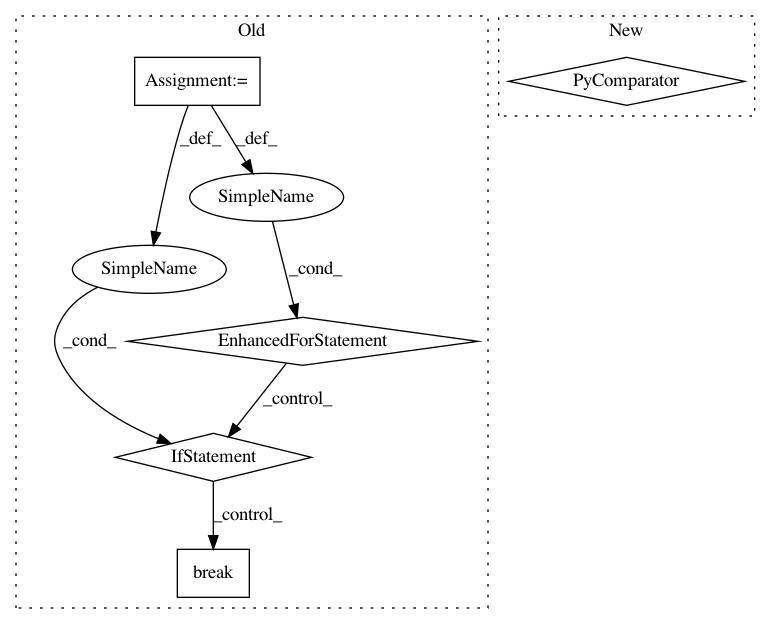 Old
New
Assignment:=
PyComparator
_def_
_def_
SimpleName
SimpleName
_cond_
_cond_
EnhancedForStatement
_control_
IfStatement
_control_
break